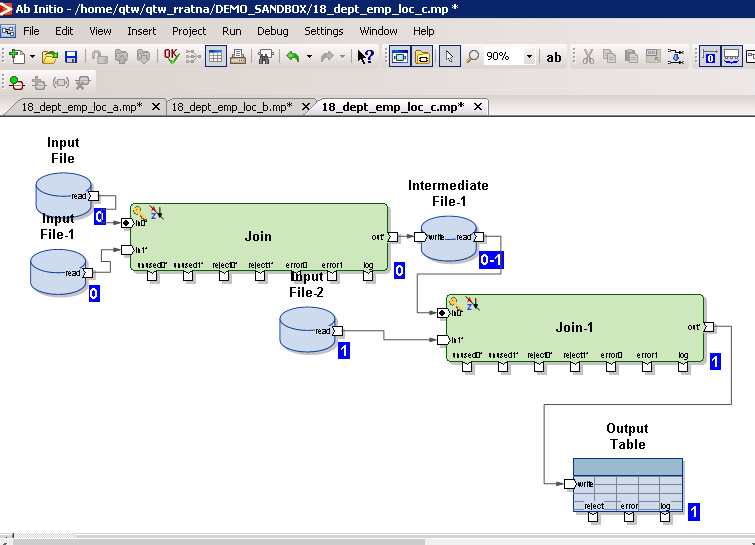 Ab Initio - /home/qtw/qtw_rratna/DEMO_SANDBOX/18_dept_emp_loc_c.mp *
File Edit View Insert Project Run Debug Settings Window Help
OK 90% ab 0
18_dept_emp_loc_a.mp* 18_dept_emp_loc_b.mp* 18_dept_emp_loc_c.mp*
Input
File
read
0
Input
File-1
read
0
in0*
in1*
Join
out*
unused0* unused1* reject0* reject1* error0 error1 log
0
Intermediate
File-1
write read
0-1
Input
File-2
read
1
in0*
in1*
Join-1
out*
unused0* unused1* reject0* reject1* error0 error1 log
1
Output
Table
write
reject error log
1